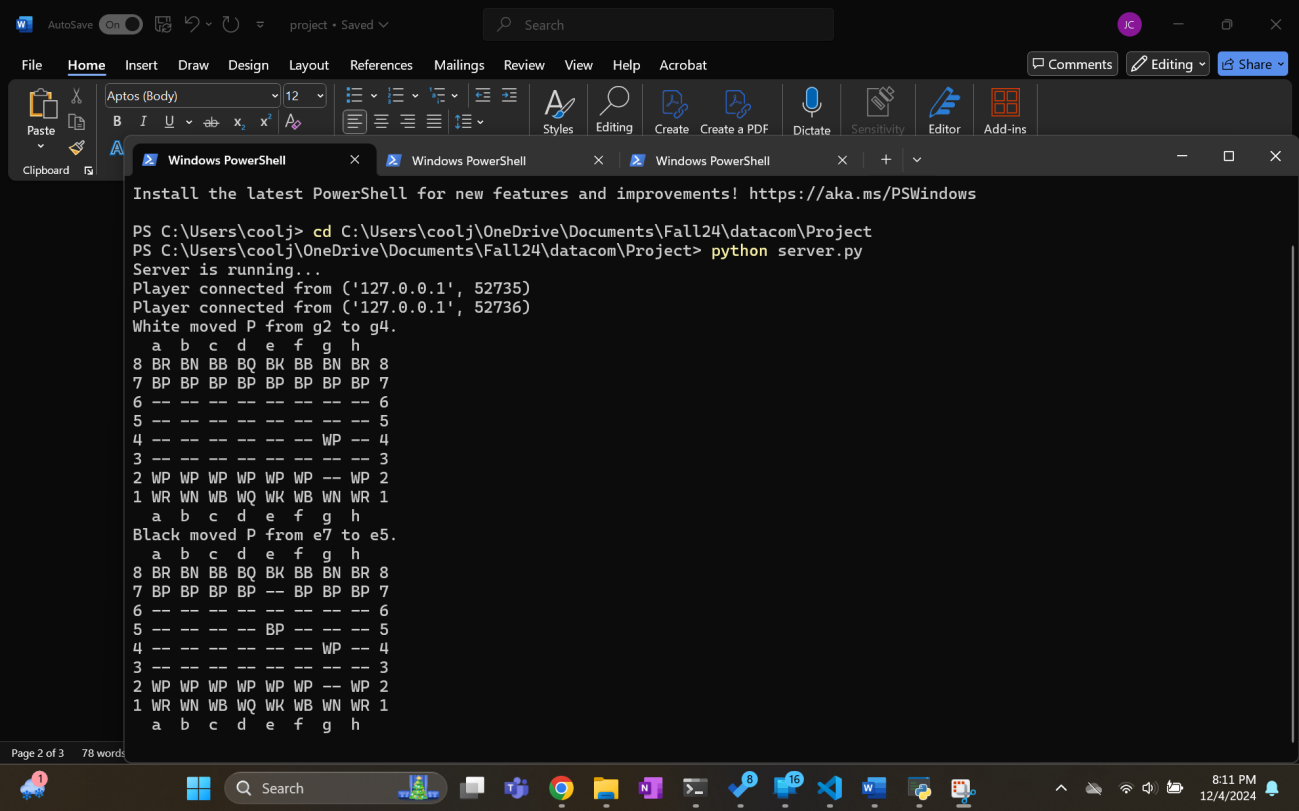 AutoSave On project • Saved Search JC
File Home Insert Draw Design Layout References Mailings Review View Help Acrobat Comments Editing Share
Aptos (Body) 12
Paste B I U ab x₂ x² A
A Styles Editing Create Create a PDF Dictate Sensitivity Editor Add-ins
Clipboard
Windows PowerShell Windows PowerShell Windows PowerShell
Install the latest PowerShell for new features and improvements! https://aka.ms/PSWindows
PS C:\Users\coolj> cd C:\Users\coolj\OneDrive\Documents\Fall24\datacom\Project
PS C:\Users\coolj\OneDrive\Documents\Fall24\datacom\Project> python server.py
Server is running...
Player connected from ('127.0.0.1', 52735)
Player connected from ('127.0.0.1', 52736)
White moved P from g2 to g4.
a b c d e f g h
8 BR BN BB BQ BK BB BN BR 8
7 BP BP BP BP BP BP BP BP 7
6 -- -- -- -- -- -- -- -- 6
5 -- -- -- -- -- -- -- -- 5
4 -- -- -- -- -- -- WP -- 4
3 -- -- -- -- -- -- -- -- 3
2 WP WP WP WP WP WP -- WP 2
1 WR WN WB WQ WK WB WN WR 1
a b c d e f g h
Black moved P from e7 to e5.
a b c d e f g h
8 BR BN BB BQ BK BB BN BR 8
7 BP BP BP BP -- BP BP BP 7
6 -- -- -- -- -- -- -- -- 6
5 -- -- -- -- BP -- -- -- 5
4 -- -- -- -- -- -- WP -- 4
3 -- -- -- -- -- -- -- -- 3
2 WP WP WP WP WP WP -- WP 2
1 WR WN WB WQ WK WB WN WR 1
a b c d e f g h
Page 2 of 3 78 words
1 Search 8 16 8:11 PM
12/4/2024